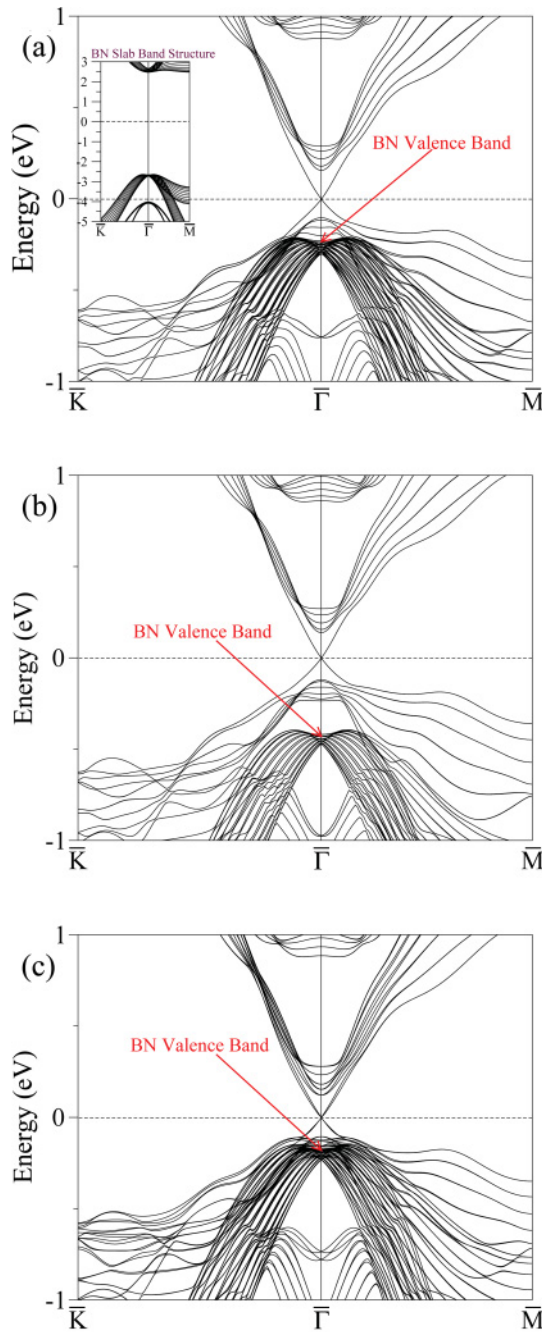 (a)
BN Slab Band Structure
3
2
1
0
-1
-2
-3
-4
-5
K̅ Γ̅ M̅
BN Valence Band
Energy (eV)
1
0
-1
K̅ Γ̅ M̅
(b)
BN Valence Band
Energy (eV)
1
0
-1
K̅ Γ̅ M̅
(c)
BN Valence Band
Energy (eV)
1
0
-1
K̅ Γ̅ M̅